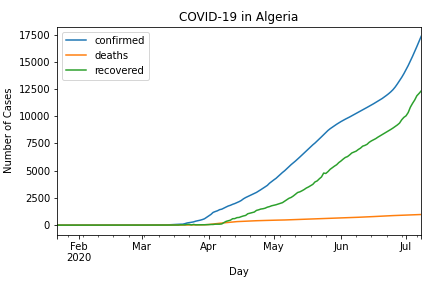 COVID-19 in Algeria
confirmed
deaths
recovered
Number of Cases
17500
15000
12500
10000
7500
5000
2500
0
Feb
2020
Mar
Apr
May
Jun
Jul
Day